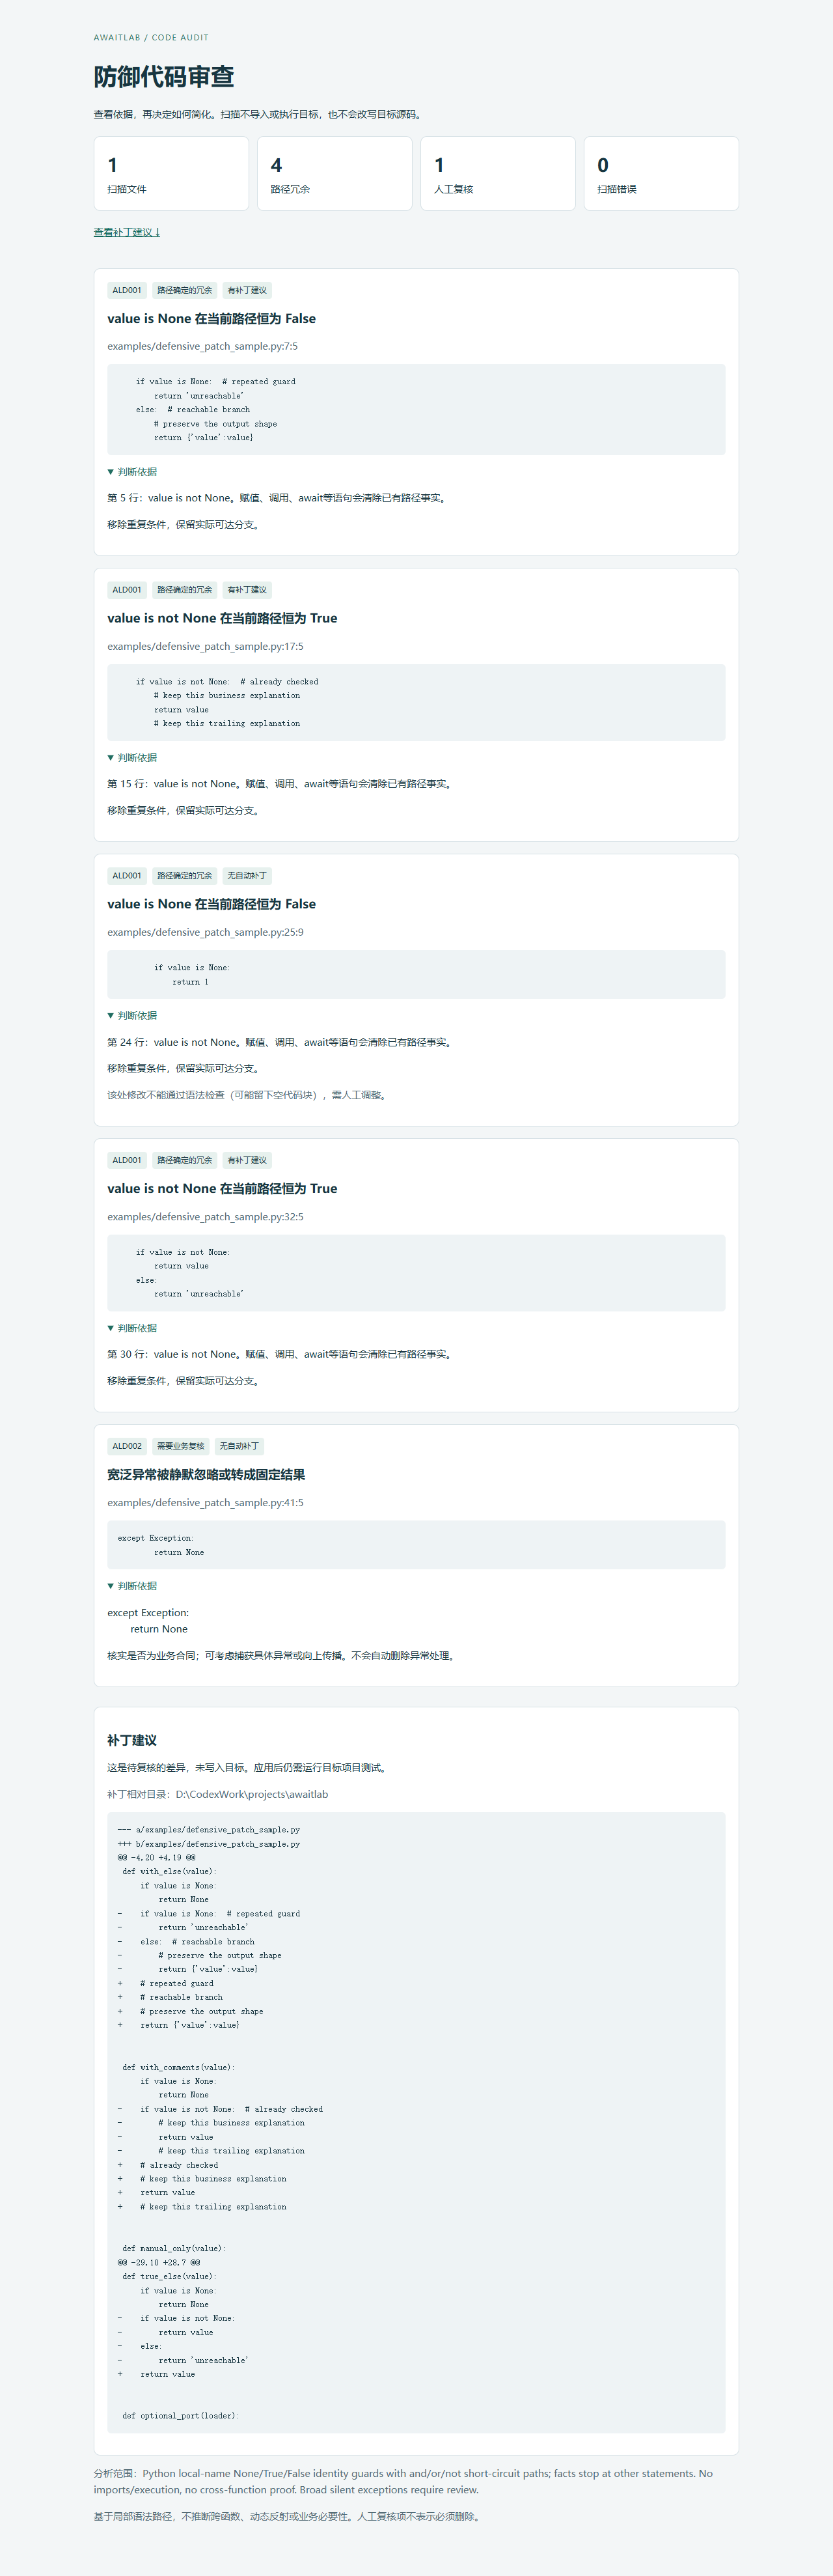 AWAITLAB / CODE AUDIT
防御代码审查
查看依据，再决定如何简化。扫描不导入或执行目标，也不会改写目标源码。
1
扫描文件
4
路径冗余
1
人工复核
0
扫描错误
查看补丁建议 ↓
ALD001 路径确定的冗余 有补丁建议
value is None 在当前路径恒为 False
examples/defensive_patch_sample.py:7:5
    if value is None:  # repeated guard
        return 'unreachable'
    else:  # reachable branch
        # preserve the output shape
        return {'value':value}
▼ 判断依据
第 5 行：value is not None。赋值、调用、await等语句会清除已有路径事实。
移除重复条件，保留实际可达分支。
ALD001 路径确定的冗余 有补丁建议
value is not None 在当前路径恒为 True
examples/defensive_patch_sample.py:17:5
    if value is not None:  # already checked
        # keep this business explanation
        return value
        # keep this trailing explanation
▼ 判断依据
第 15 行：value is not None。赋值、调用、await等语句会清除已有路径事实。
移除重复条件，保留实际可达分支。
ALD001 路径确定的冗余 无自动补丁
value is None 在当前路径恒为 False
examples/defensive_patch_sample.py:25:9
        if value is None:
            return 1
▼ 判断依据
第 24 行：value is not None。赋值、调用、await等语句会清除已有路径事实。
移除重复条件，保留实际可达分支。
该处修改不能通过语法检查（可能留下空代码块），需人工调整。
ALD001 路径确定的冗余 有补丁建议
value is not None 在当前路径恒为 True
examples/defensive_patch_sample.py:32:5
    if value is not None:
        return value
    else:
        return 'unreachable'
▼ 判断依据
第 30 行：value is not None。赋值、调用、await等语句会清除已有路径事实。
移除重复条件，保留实际可达分支。
ALD002 需要业务复核 无自动补丁
宽泛异常被静默忽略或转成固定结果
examples/defensive_patch_sample.py:41:5
except Exception:
        return None
▼ 判断依据
except Exception:
        return None
核实是否为业务合同；可考虑捕获具体异常或向上传播。不会自动删除异常处理。
补丁建议
这是待复核的差异，未写入目标。应用后仍需运行目标项目测试。
补丁相对目录：D:\CodexWork\projects\awaitlab
--- a/examples/defensive_patch_sample.py
+++ b/examples/defensive_patch_sample.py
@@ -4,20 +4,19 @@
 def with_else(value):
     if value is None:
         return None
-    if value is None:  # repeated guard
-        return 'unreachable'
-    else:  # reachable branch
-        # preserve the output shape
-        return {'value':value}
+    # repeated guard
+    # reachable branch
+    # preserve the output shape
+    return {'value':value}
 def with_comments(value):
     if value is None:
         return None
-    if value is not None:  # already checked
-        # keep this business explanation
-        return value
-        # keep this trailing explanation
+    # already checked
+    # keep this business explanation
+    return value
+    # keep this trailing explanation
 def manual_only(value):
@@ -29,10 +28,7 @@
 def true_else(value):
     if value is None:
         return None
-    if value is not None:
-        return value
-    else:
-        return 'unreachable'
+    return value
 def optional_port(loader):
分析范围：Python local-name None/True/False identity guards with and/or/not short-circuit paths; facts stop at other statements. No
imports/execution, no cross-function proof. Broad silent exceptions require review.
基于局部语法路径，不推断跨函数、动态反射或业务必要性。人工复核项不表示必须删除。